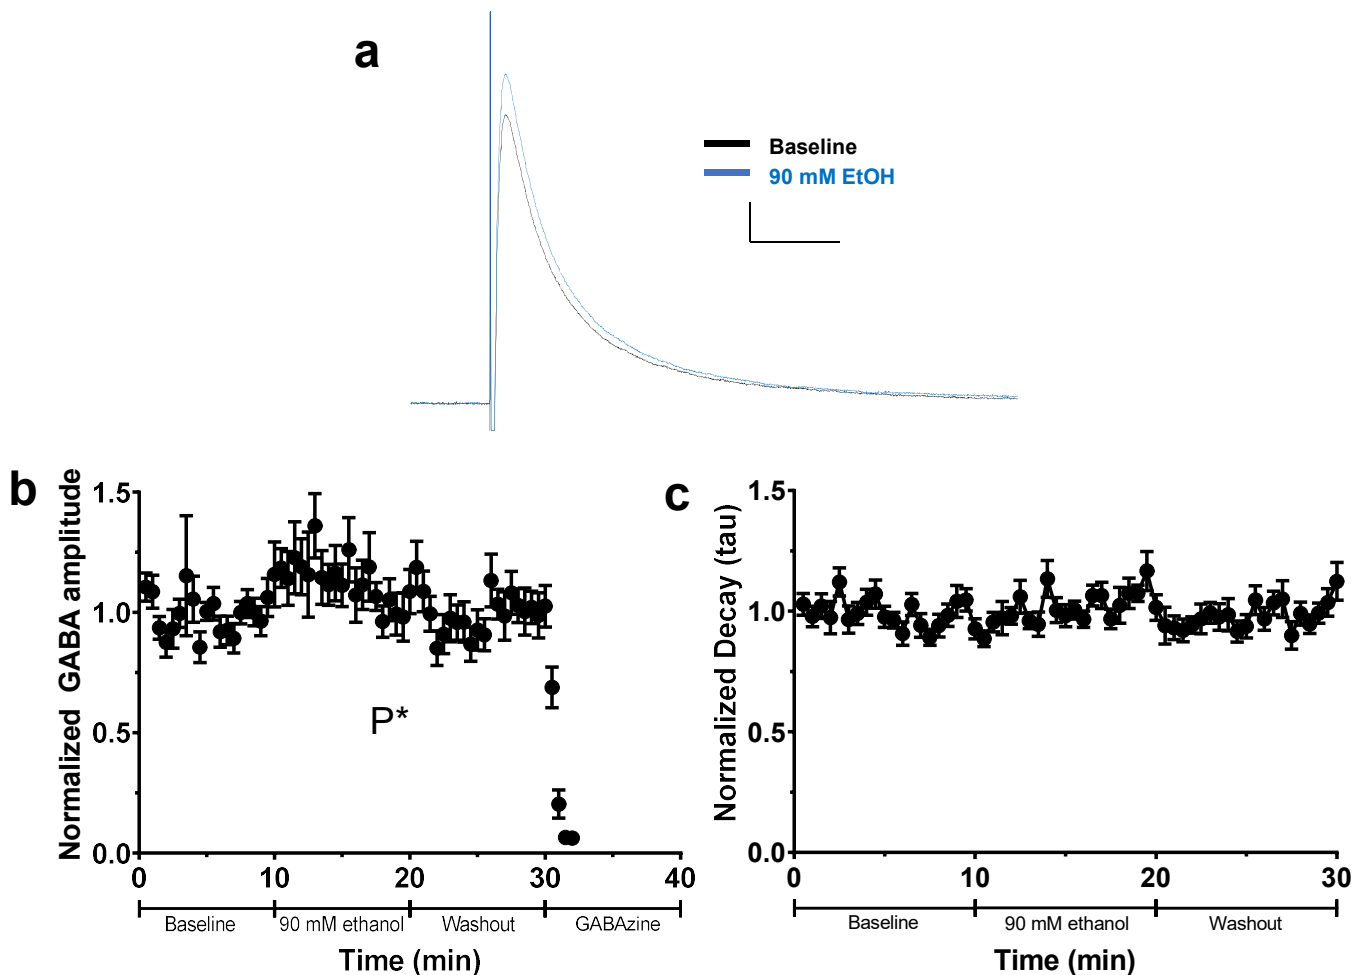 a
Baseline
90 mM EtOH
b
Normalized GABA amplitude
1.5
1.0
0.5
0.0
P*
0 10 20 30 40
Baseline 90 mM ethanol Washout GABAzine
Time (min)
c
Normalized Decay (tau)
1.5
1.0
0.5
0.0
0 10 20 30
Baseline 90 mM ethanol Washout
Time (min)